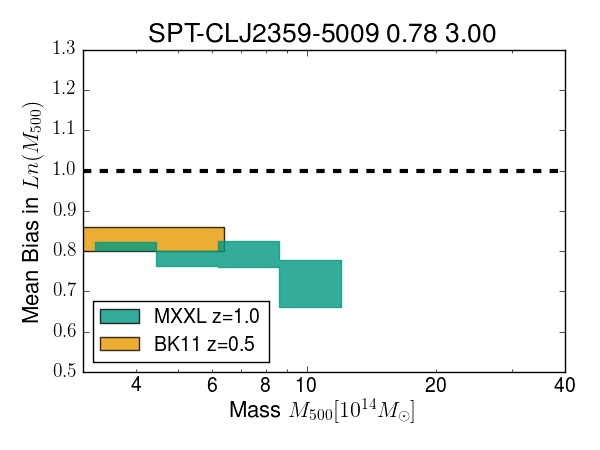 SPT-CLJ2359-5009 0.78 3.00
1.3
1.2
1.1
1.0
0.9
0.8
0.7
0.6
0.5
Mean Bias in Ln(M500)
MXXL z=1.0
BK11 z=0.5
4 6 8 10 20 40
Mass M500[10^14 M⊙]